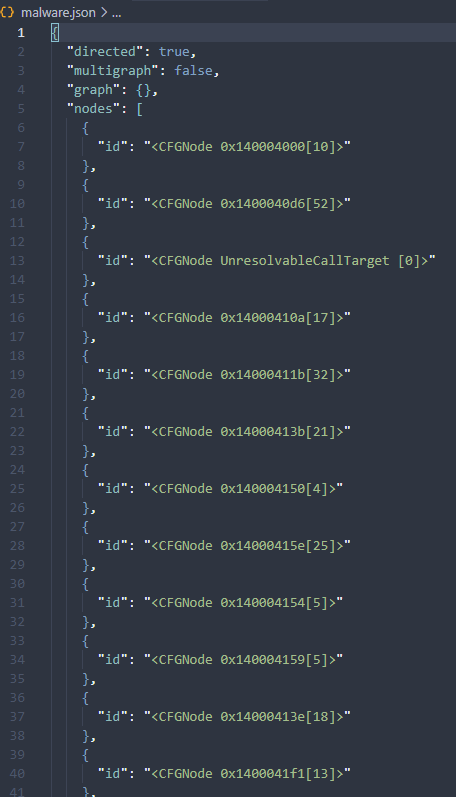 {} malware.json > ...
1 {
2 "directed": true,
3 "multigraph": false,
4 "graph": {},
5 "nodes": [
6 {
7 "id": "<CFGNode 0x140004000[10]>"
8 },
9 {
10 "id": "<CFGNode 0x1400040d6[52]>"
11 },
12 {
13 "id": "<CFGNode UnresolvableCallTarget [0]>"
14 },
15 {
16 "id": "<CFGNode 0x14000410a[17]>"
17 },
18 {
19 "id": "<CFGNode 0x14000411b[32]>"
20 },
21 {
22 "id": "<CFGNode 0x14000413b[21]>"
23 },
24 {
25 "id": "<CFGNode 0x140004150[4]>"
26 },
27 {
28 "id": "<CFGNode 0x14000415e[25]>"
29 },
30 {
31 "id": "<CFGNode 0x140004154[5]>"
32 },
33 {
34 "id": "<CFGNode 0x140004159[5]>"
35 },
36 {
37 "id": "<CFGNode 0x14000413e[18]>"
38 },
39 {
40 "id": "<CFGNode 0x1400041f1[13]>"
41 },